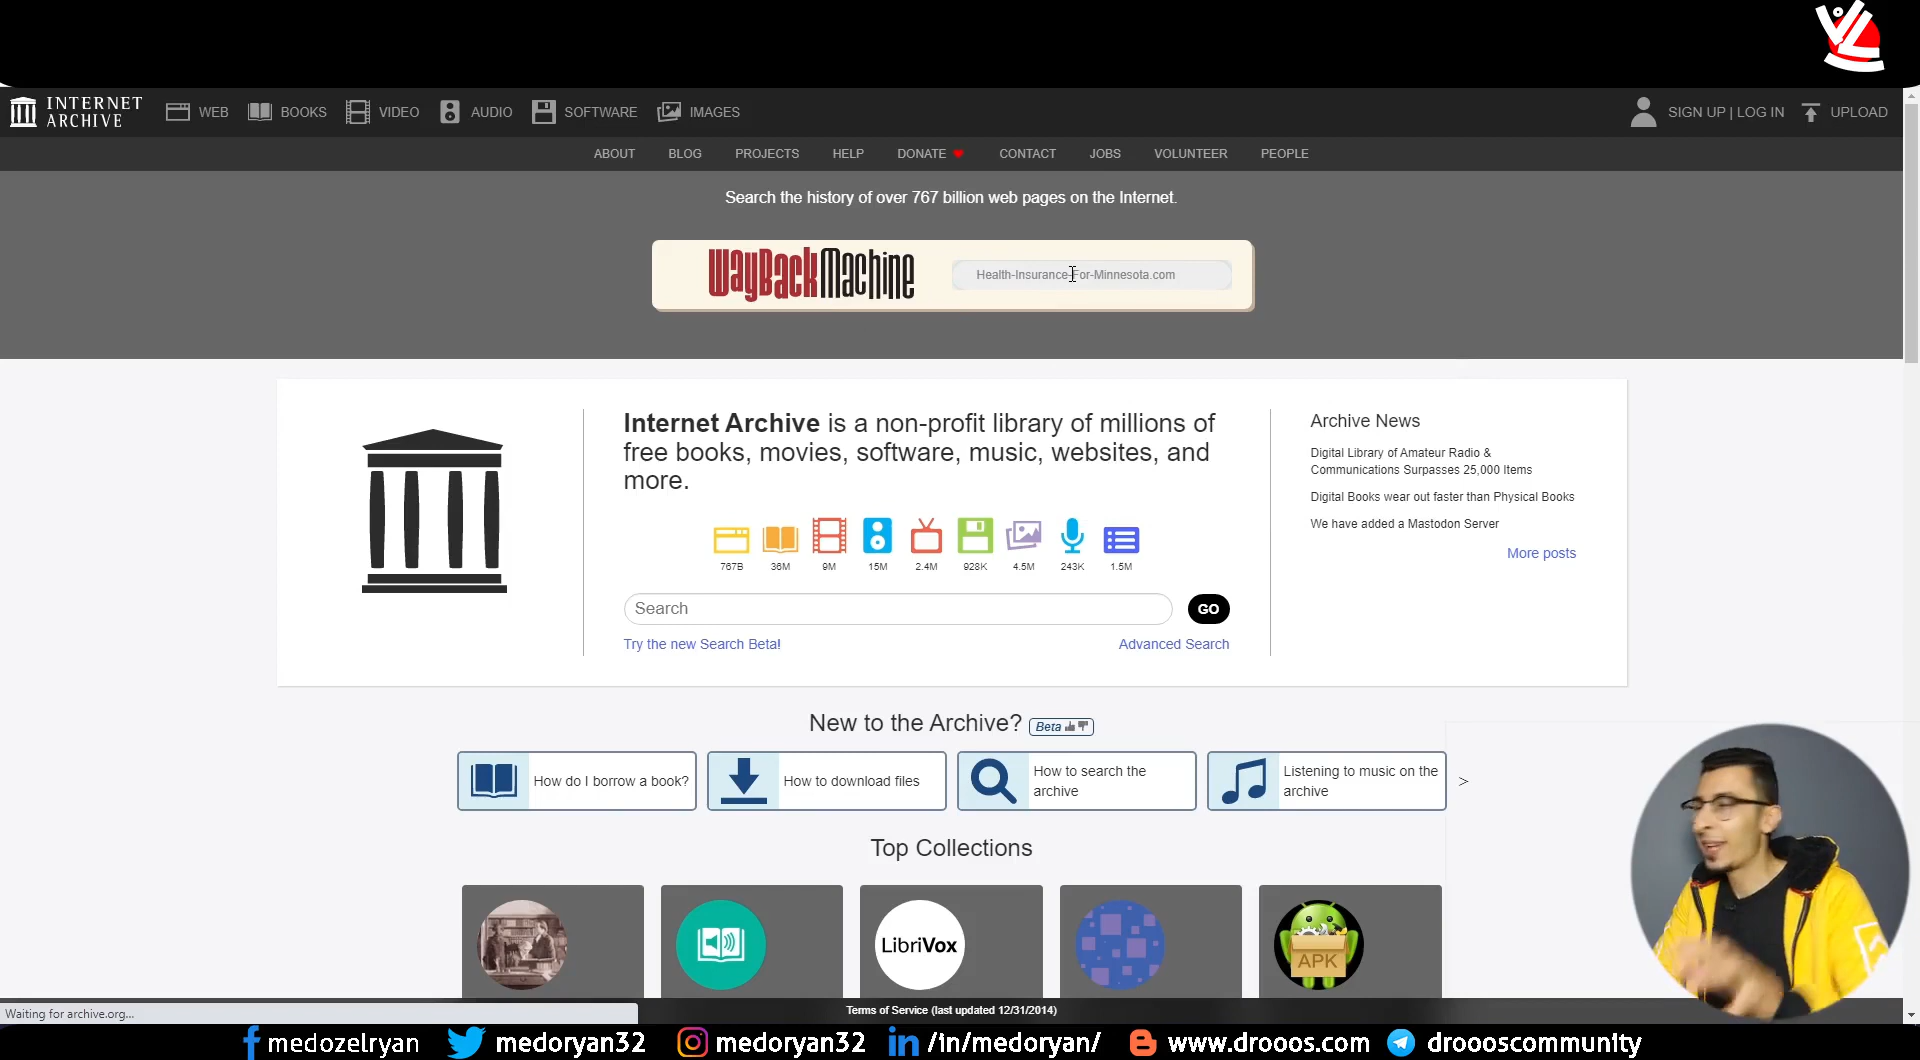 INTERNET
ARCHIVE
WEB
BOOKS
VIDEO
AUDIO
SOFTWARE
IMAGES
SIGN UP | LOG IN
UPLOAD
ABOUT
BLOG
PROJECTS
HELP
DONATE
CONTACT
JOBS
VOLUNTEER
PEOPLE
Search the history of over 767 billion web pages on the Internet.
WayBackMachine
Health-Insurance-For-Minnesota.com
Internet Archive is a non-profit library of millions of
free books, movies, software, music, websites, and
more.
767B
36M
9M
15M
2.4M
928K
4.5M
243K
1.5M
Search
GO
Try the new Search Beta!
Advanced Search
Archive News
Digital Library of Amateur Radio &
Communications Surpasses 25,000 Items
Digital Books wear out faster than Physical Books
We have added a Mastodon Server
More posts
New to the Archive?
Beta
How do I borrow a book?
How to download files
How to search the
archive
Listening to music on the
archive
>
Top Collections
LibriVox
APK
Waiting for archive.org...
Terms of Service (last updated 12/31/2014)
medozelryan
medoryan32
medoryan32
in /in/medoryan/
www.drooos.com
droooscommunity